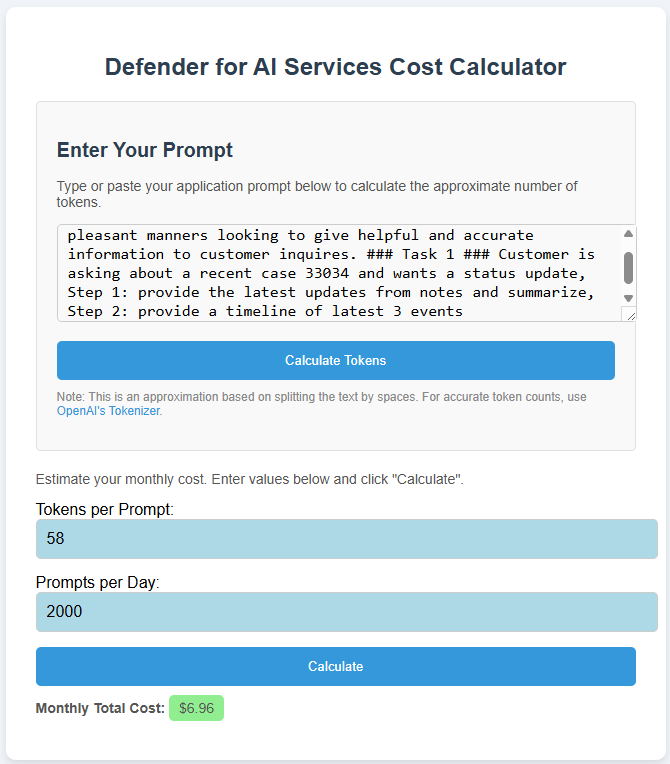 Defender for AI Services Cost Calculator
Enter Your Prompt
Type or paste your application prompt below to calculate the approximate number of
tokens.
pleasant manners looking to give helpful and accurate
information to customer inquires. ### Task 1 ### Customer is
asking about a recent case 33034 and wants a status update,
Step 1: provide the latest updates from notes and summarize,
Step 2: provide a timeline of latest 3 events
Calculate Tokens
Note: This is an approximation based on splitting the text by spaces. For accurate token counts, use
OpenAI's Tokenizer.
Estimate your monthly cost. Enter values below and click "Calculate".
Tokens per Prompt:
58
Prompts per Day:
2000
Calculate
Monthly Total Cost: $6.96